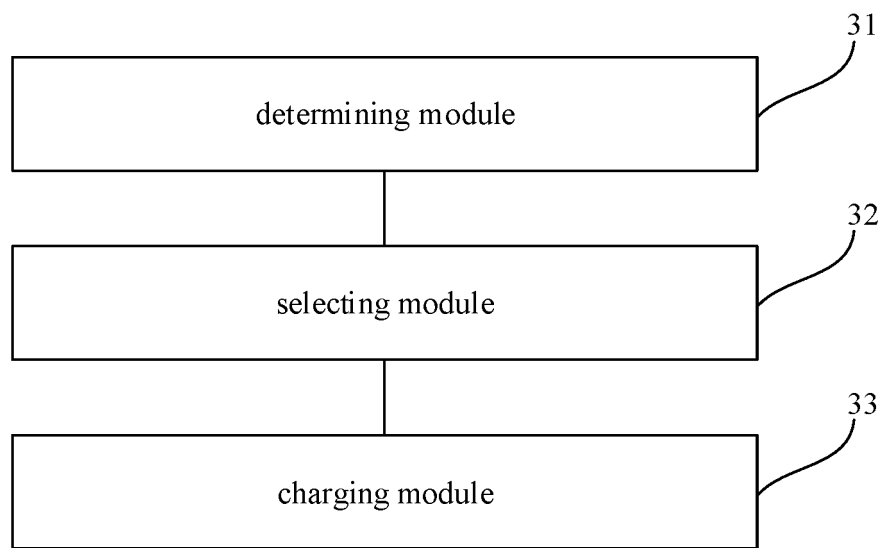 31
determining module
32
selecting module
33
charging module